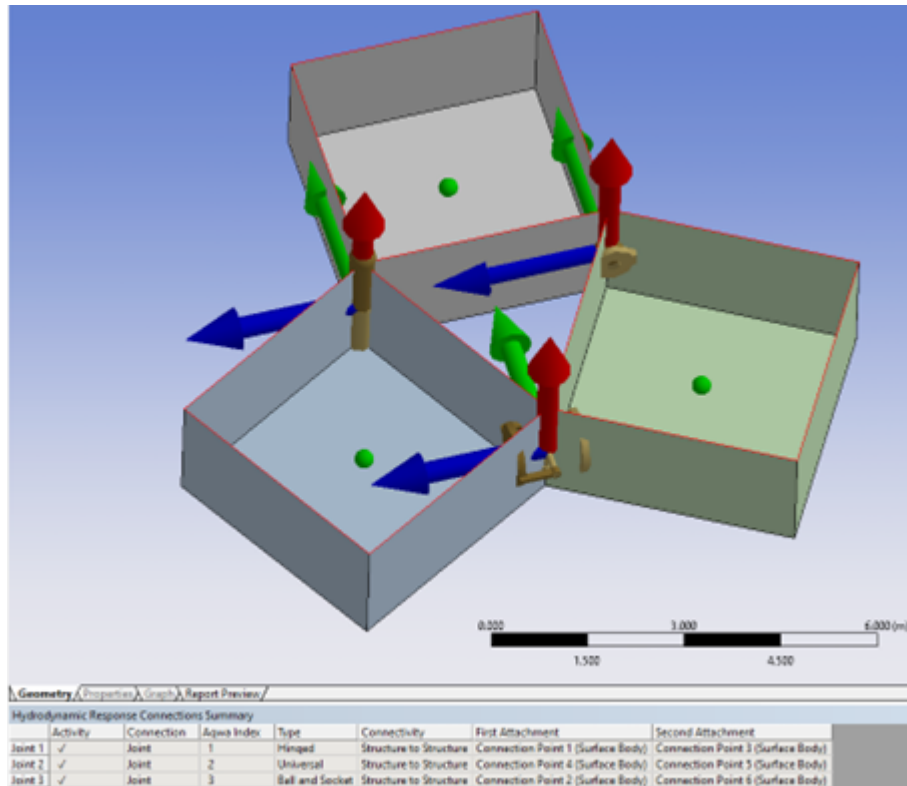 0.000 3.000 6.000 (m)
1.500 4.500
Geometry Properties Graph Report Preview
Hydrodynamic Response Connections Summary
Activity Connection Aqwa Index Type Connectivity First Attachment Second Attachment
Joint 1 ✓ Joint 1 Hinged Structure to Structure Connection Point 1 (Surface Body) Connection Point 3 (Surface Body)
Joint 2 ✓ Joint 2 Universal Structure to Structure Connection Point 4 (Surface Body) Connection Point 5 (Surface Body)
Joint 3 ✓ Joint 3 Ball and Socket Structure to Structure Connection Point 2 (Surface Body) Connection Point 6 (Surface Body)